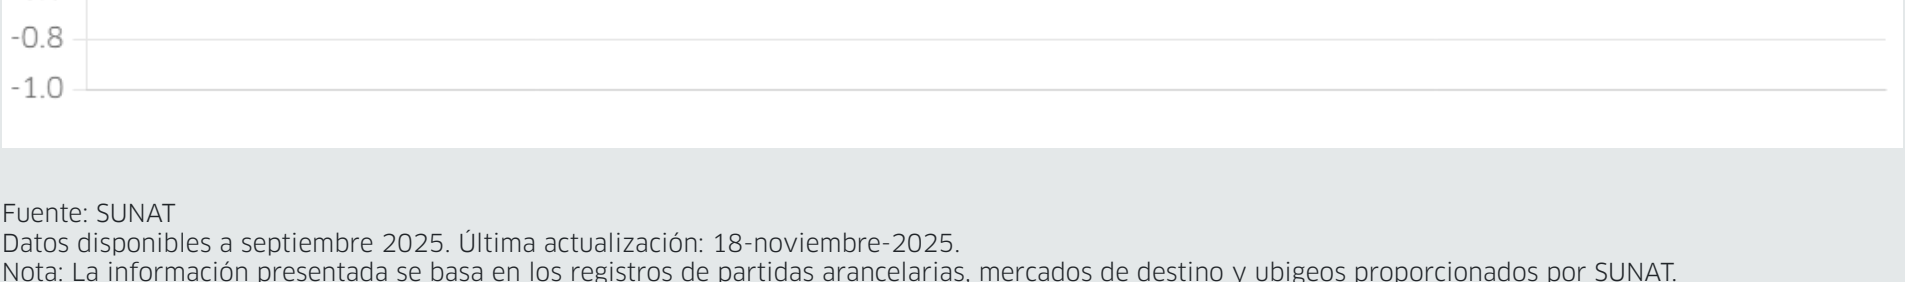 -0.8
-1.0
Fuente: SUNAT
Datos disponibles a septiembre 2025. Última actualización: 18-noviembre-2025.
Nota: La información presentada se basa en los registros de partidas arancelarias, mercados de destino y ubigeos proporcionados por SUNAT.